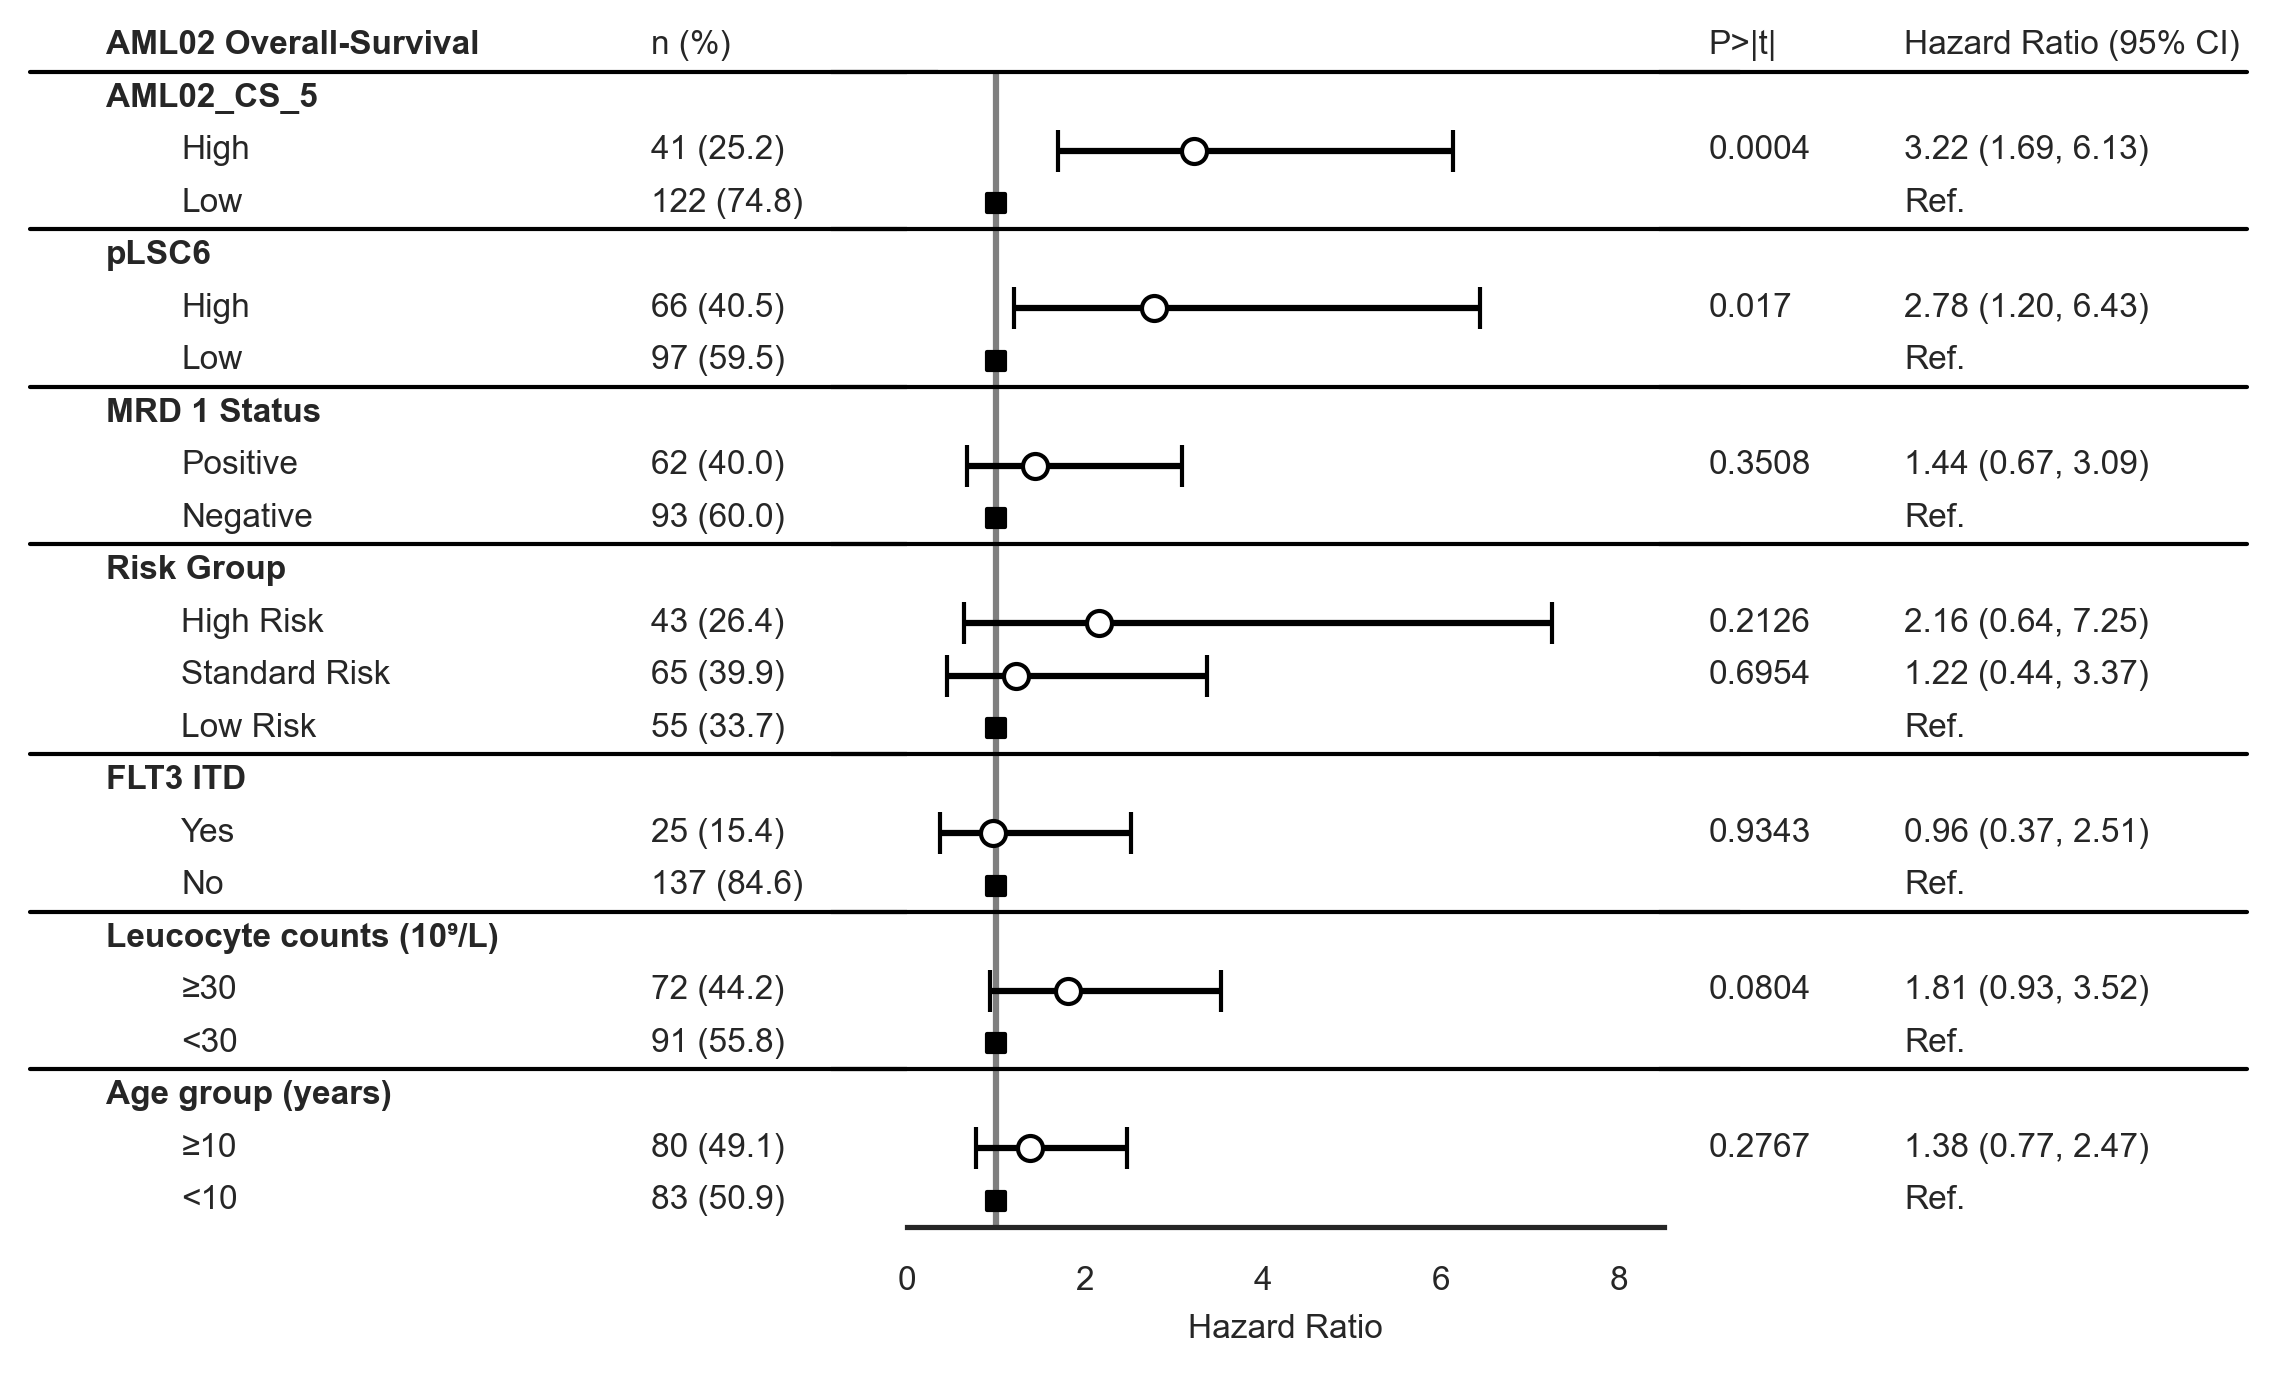 AML02 Overall-Survival n (%) P>|t| Hazard Ratio (95% CI)
AML02_CS_5
High 41 (25.2) 0.0004 3.22 (1.69, 6.13)
Low 122 (74.8) Ref.
pLSC6
High 66 (40.5) 0.017 2.78 (1.20, 6.43)
Low 97 (59.5) Ref.
MRD 1 Status
Positive 62 (40.0) 0.3508 1.44 (0.67, 3.09)
Negative 93 (60.0) Ref.
Risk Group
High Risk 43 (26.4) 0.2126 2.16 (0.64, 7.25)
Standard Risk 65 (39.9) 0.6954 1.22 (0.44, 3.37)
Low Risk 55 (33.7) Ref.
FLT3 ITD
Yes 25 (15.4) 0.9343 0.96 (0.37, 2.51)
No 137 (84.6) Ref.
Leucocyte counts (10⁹/L)
≥30 72 (44.2) 0.0804 1.81 (0.93, 3.52)
<30 91 (55.8) Ref.
Age group (years)
≥10 80 (49.1) 0.2767 1.38 (0.77, 2.47)
<10 83 (50.9) Ref.
0 2 4 6 8
Hazard Ratio